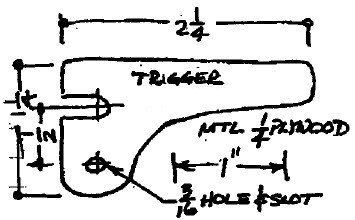 2 1/4
TRIGGER
1/2
MTL 1/4 PLYWOOD
1"
3/16 HOLE & SLOT